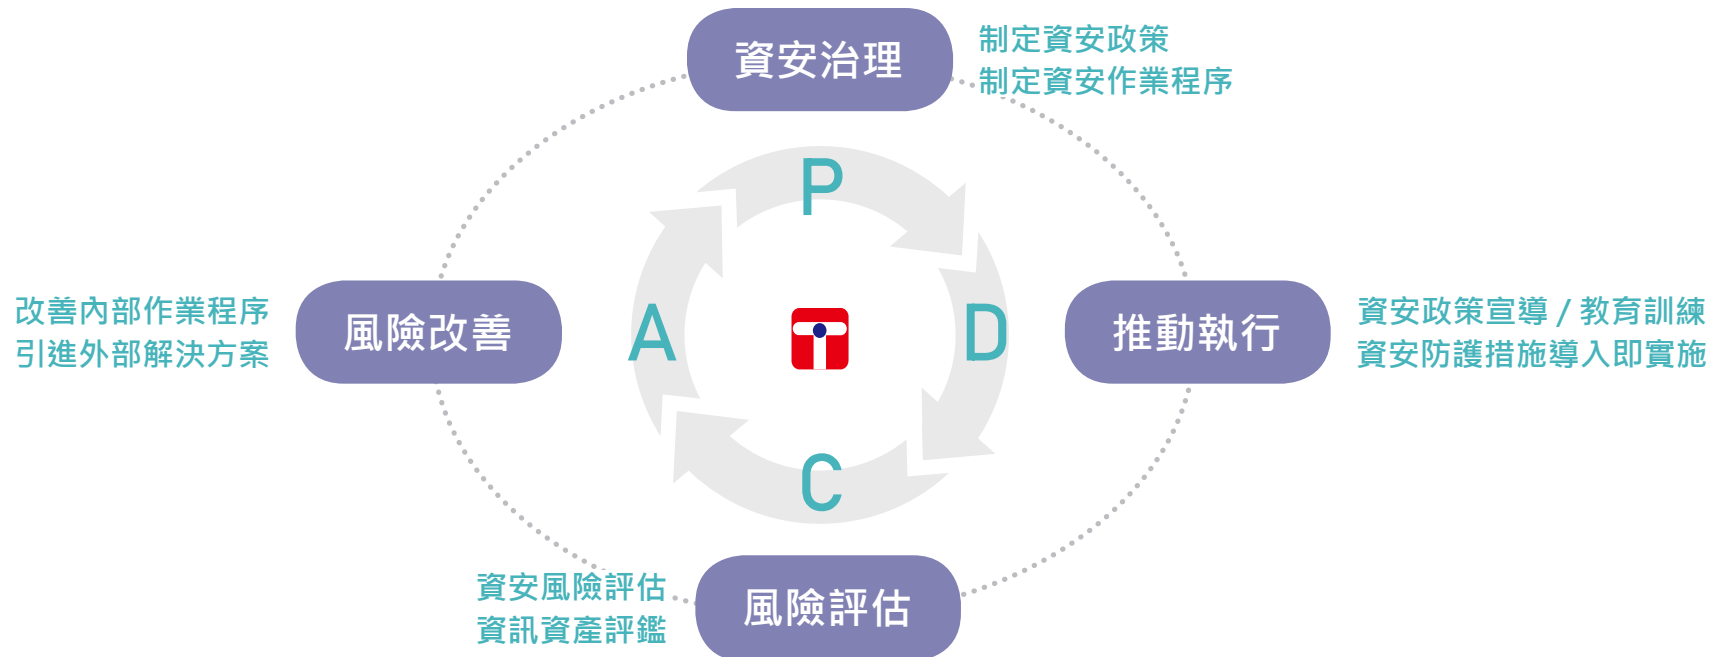 資安治理
制定資安政策
制定資安作業程序
P
改善內部作業程序
引進外部解決方案
風險改善
A
D
推動執行
資安政策宣導 / 教育訓練
資安防護措施導入即實施
C
資安風險評估
資訊資產評鑑
風險評估